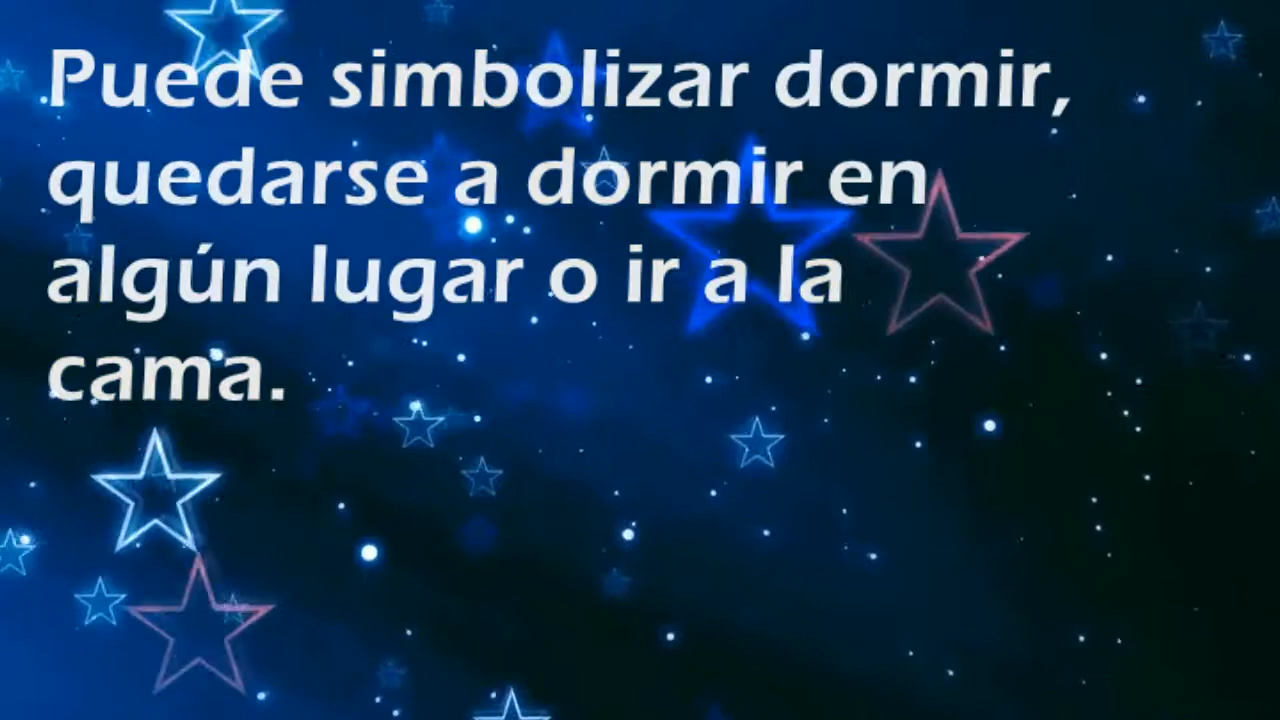 Puede simbolizar dormir,
quedarse a dormir en
algún lugar o ir a la
cama.